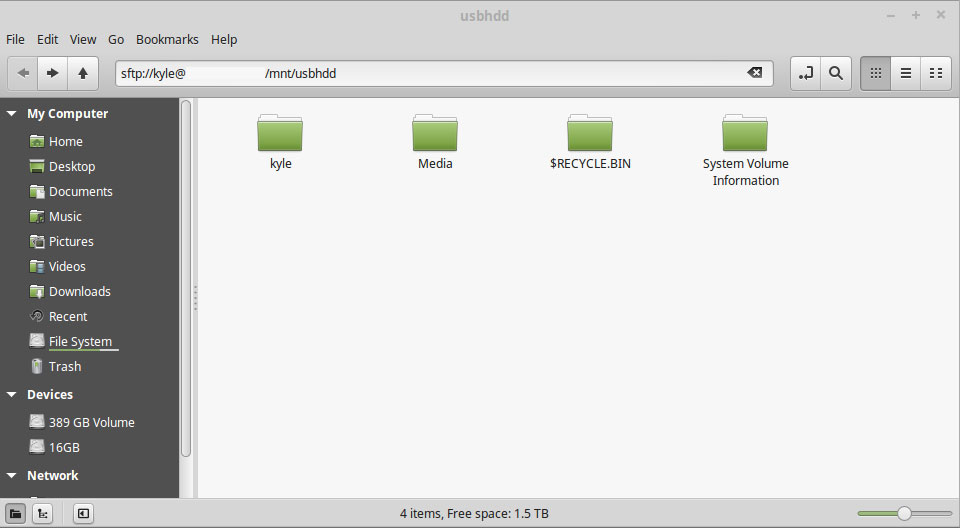 usbhdd
File Edit View Go Bookmarks Help
sftp://kyle@ /mnt/usbhdd
My Computer
Home
Desktop
Documents
Music
Pictures
Videos
Downloads
Recent
File System
Trash
Devices
389 GB Volume
16GB
Network
kyle
Media
$RECYCLE.BIN
System Volume
Information
4 items, Free space: 1.5 TB